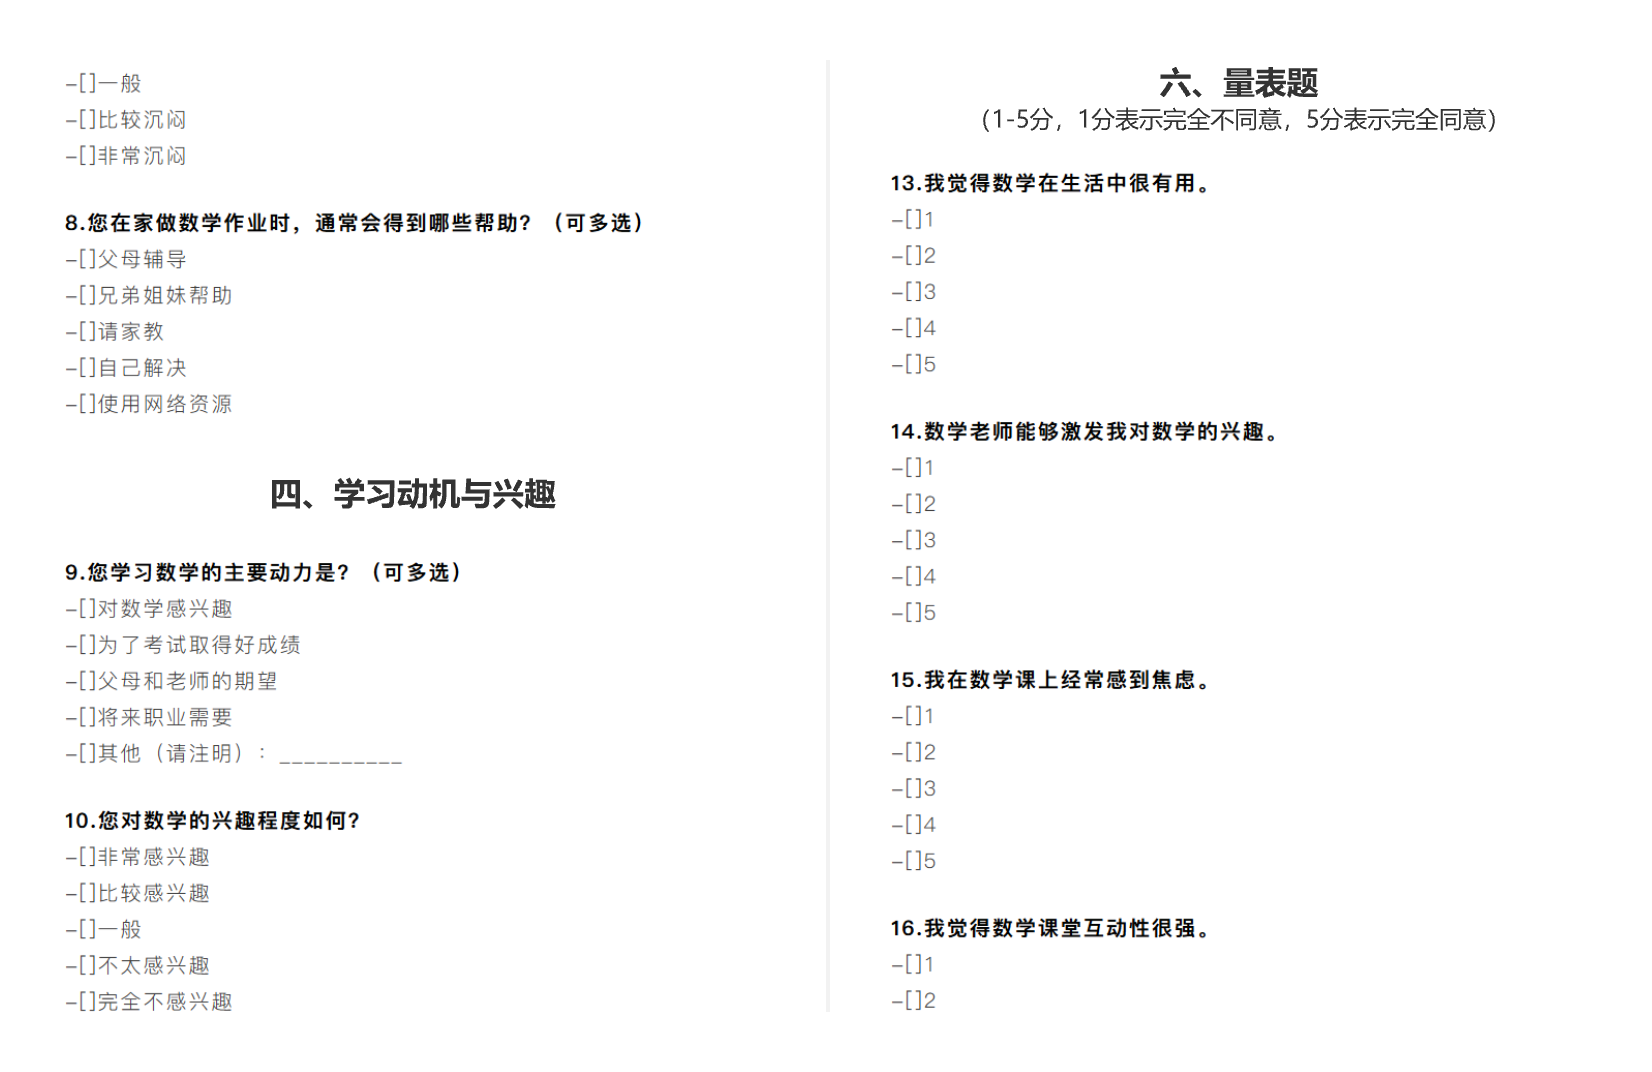 -[]一般
-[]比较沉闷
-[]非常沉闷
8.您在家做数学作业时，通常会得到哪些帮助？（可多选）
-[]父母辅导
-[]兄弟姐妹帮助
-[]请家教
-[]自己解决
-[]使用网络资源
四、学习动机与兴趣
9.您学习数学的主要动力是？（可多选）
-[]对数学感兴趣
-[]为了考试取得好成绩
-[]父母和老师的期望
-[]将来职业需要
-[]其他（请注明）：__________
10.您对数学的兴趣程度如何？
-[]非常感兴趣
-[]比较感兴趣
-[]一般
-[]不太感兴趣
-[]完全不感兴趣
六、量表题
（1-5分，1分表示完全不同意，5分表示完全同意）
13.我觉得数学在生活中很有用。
-[]1
-[]2
-[]3
-[]4
-[]5
14.数学老师能够激发我对数学的兴趣。
-[]1
-[]2
-[]3
-[]4
-[]5
15.我在数学课上经常感到焦虑。
-[]1
-[]2
-[]3
-[]4
-[]5
16.我觉得数学课堂互动性很强。
-[]1
-[]2